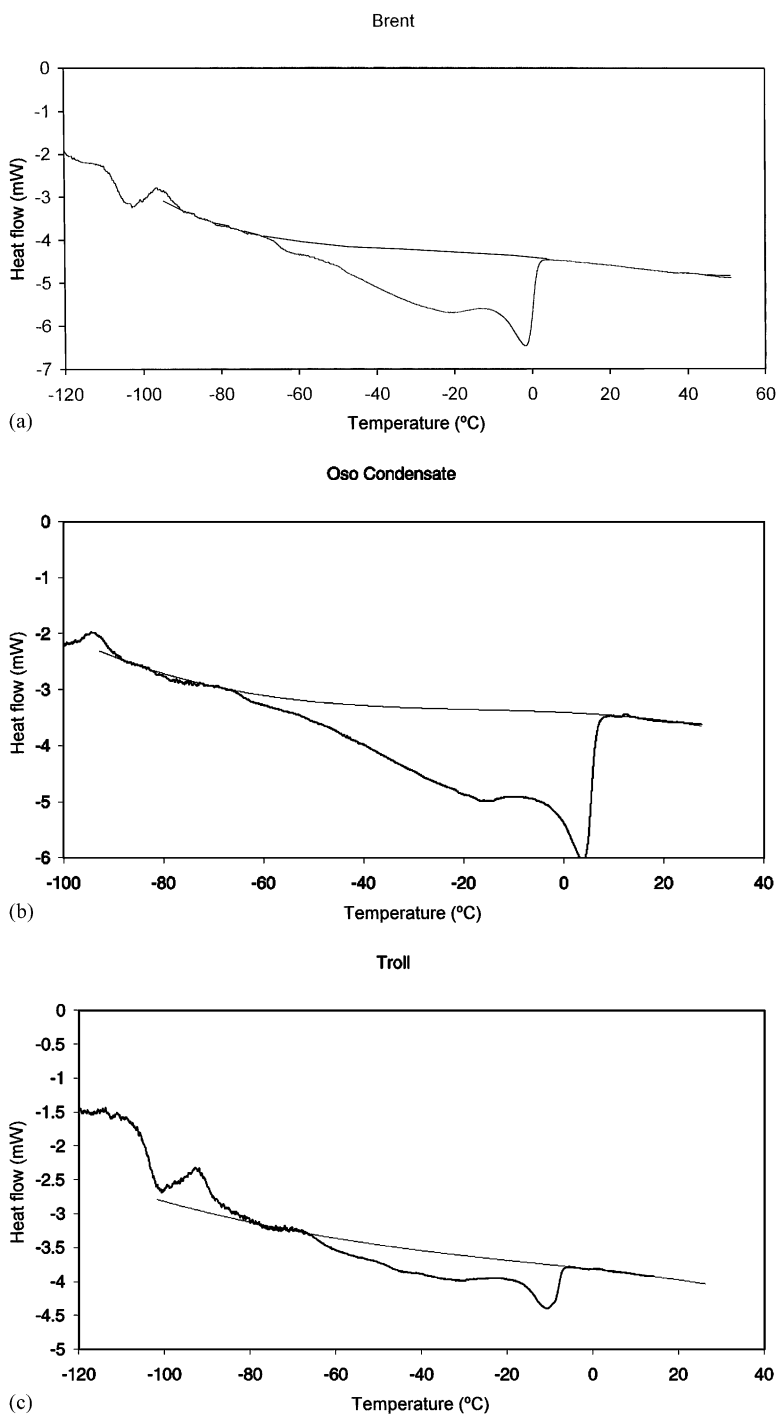 Brent
0
-1
-2
-3
-4
-5
-6
-7
Heat flow (mW)
-120 -100 -80 -60 -40 -20 0 20 40 60
Temperature (ºC)
(a)
Oso Condensate
0
-1
-2
-3
-4
-5
-6
Heat flow (mW)
-100 -80 -60 -40 -20 0 20 40
Temperature (ºC)
(b)
Troll
0
-0.5
-1
-1.5
-2
-2.5
-3
-3.5
-4
-4.5
-5
Heat flow (mW)
-120 -100 -80 -60 -40 -20 0 20 40
Temperature (ºC)
(c)